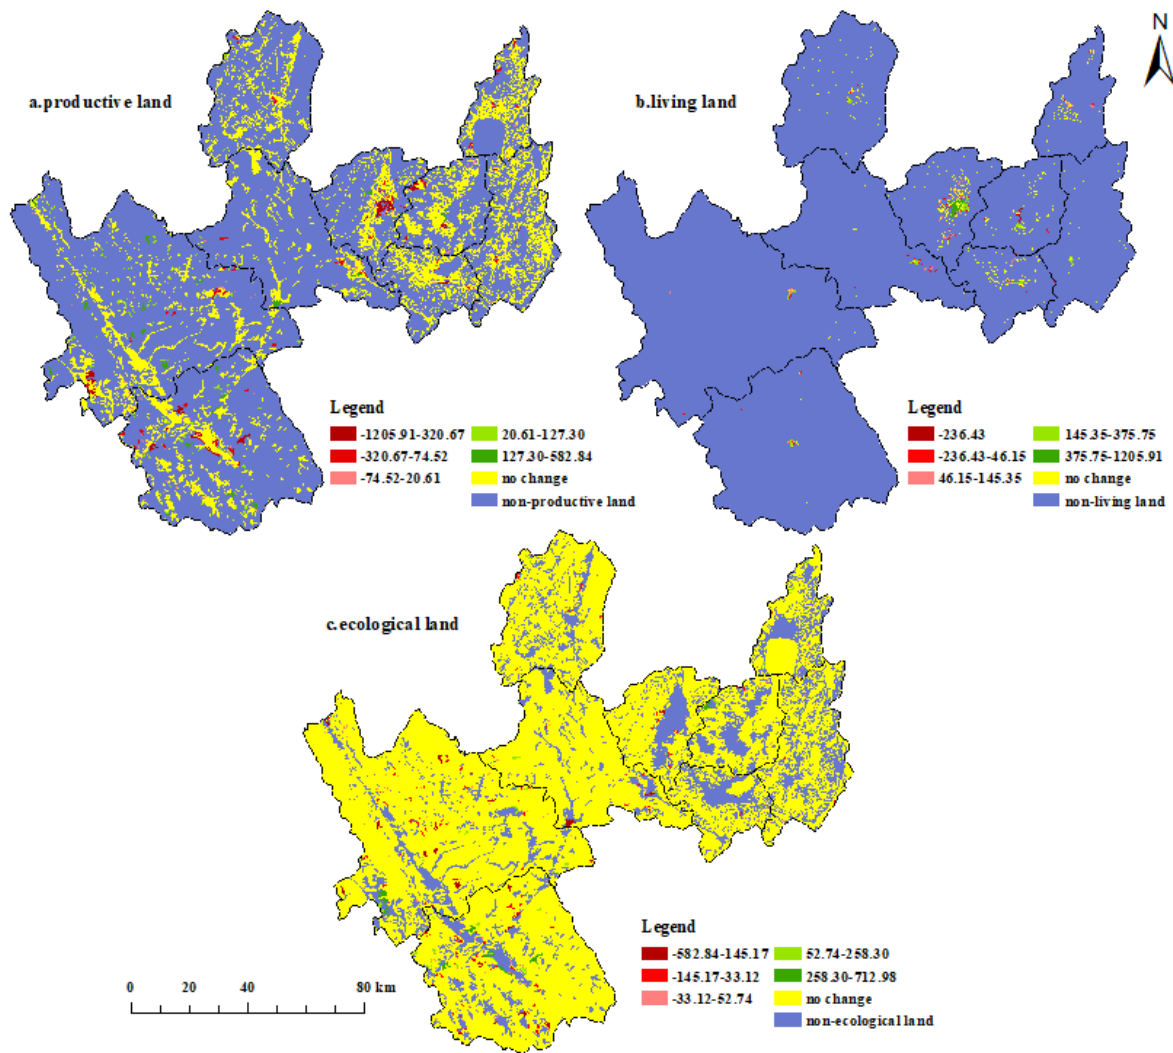 N
a.productive land
b.living land
Legend
-1205.91-320.67
20.61-127.30
-320.67-74.52
127.30-582.84
-74.52-20.61
no change
non-productive land
Legend
-236.43
145.35-375.75
-236.43-46.15
375.75-1205.91
46.15-145.35
no change
non-living land
c.ecological land
Legend
-582.84-145.17
52.74-258.30
-145.17-33.12
258.30-712.98
-33.12-52.74
no change
non-ecological land
0 20 40 80 km